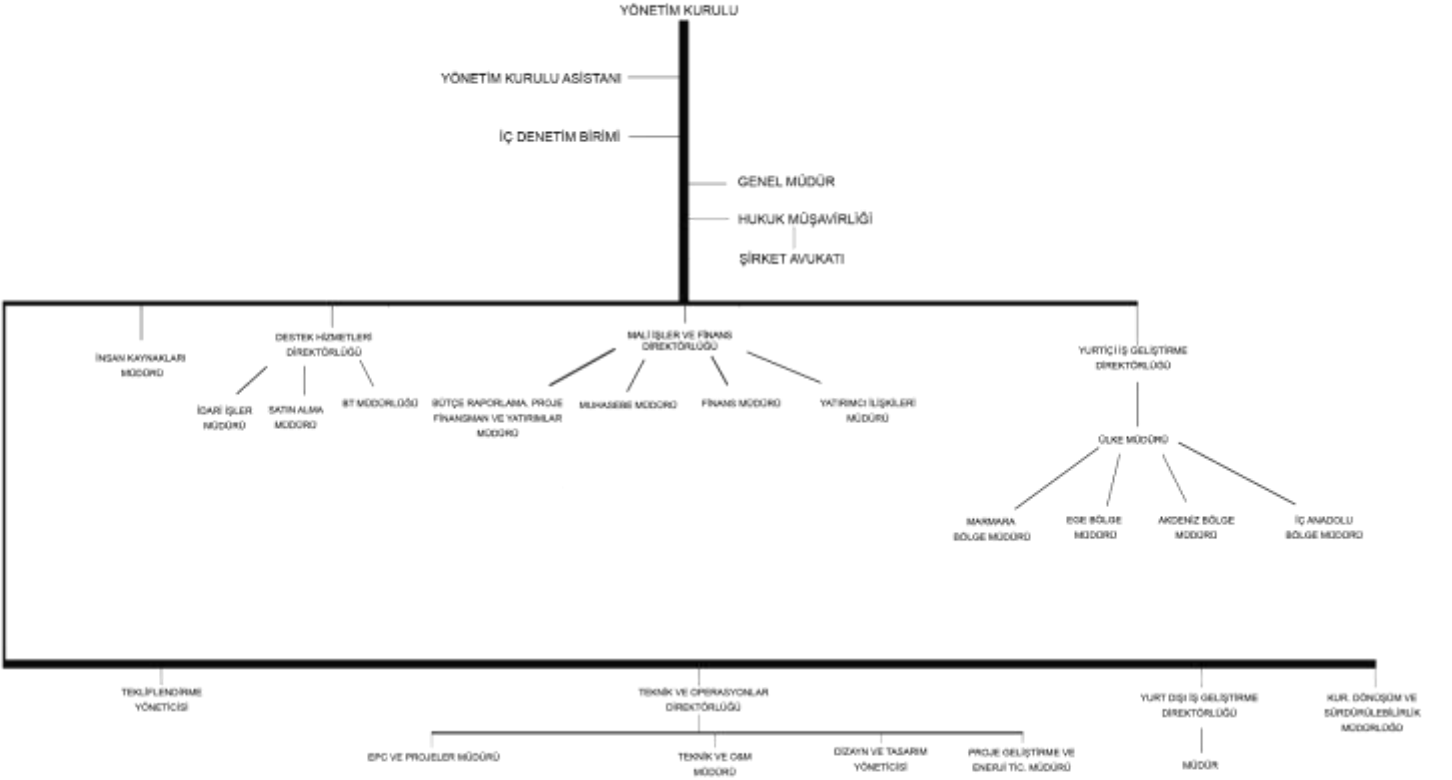 YÖNETİM KURULU
YÖNETİM KURULU ASİSTANI
İÇ DENETİM BİRİMİ
GENEL MÜDÜR
HUKUK MÜŞAVİRLİĞİ
ŞİRKET AVUKATI
İNSAN KAYNAKLARI
MÜDÜRÜ
DESTEK HİZMETLERİ
DİREKTÖRLÜĞÜ
İDARİ İŞLER
MÜDÜRÜ
SATIN ALMA
MÜDÜRÜ
BT MÜDÜRLÜĞÜ
MALİ İŞLER VE FİNANS
DİREKTÖRLÜĞÜ
BÜTÇE RAPORLAMA, PROJE
FİNANSMAN VE YATIRIMLAR
MÜDÜRÜ
MUHASEBE MÜDÜRÜ
FİNANS MÜDÜRÜ
YATIRIMCI İLİŞKİLERİ
MÜDÜRÜ
YURTİÇİ İŞ GELİŞTİRME
DİREKTÖRLÜĞÜ
ÜLKE MÜDÜRÜ
MARMARA
BÖLGE MÜDÜRÜ
EGE BÖLGE
MÜDÜRÜ
AKDENİZ BÖLGE
MÜDÜRÜ
İÇ ANADOLU
BÖLGE MÜDÜRÜ
TEKLİFLENDİRME
YÖNETİCİSİ
TEKNİK VE OPERASYONLAR
DİREKTÖRLÜĞÜ
EPC VE PROJELER MÜDÜRÜ
TEKNİK VE O&M
MÜDÜRÜ
DİZAYN VE TASARIM
YÖNETİCİSİ
PROJE GELİŞTİRME VE
ENERJİ TİC. MÜDÜRÜ
YURT DIŞI İŞ GELİŞTİRME
DİREKTÖRLÜĞÜ
MÜDÜR
KUR. DÖNÜŞÜM VE
SÜRDÜRÜLEBİLİRLİK
MÜDÜRLÜĞÜ